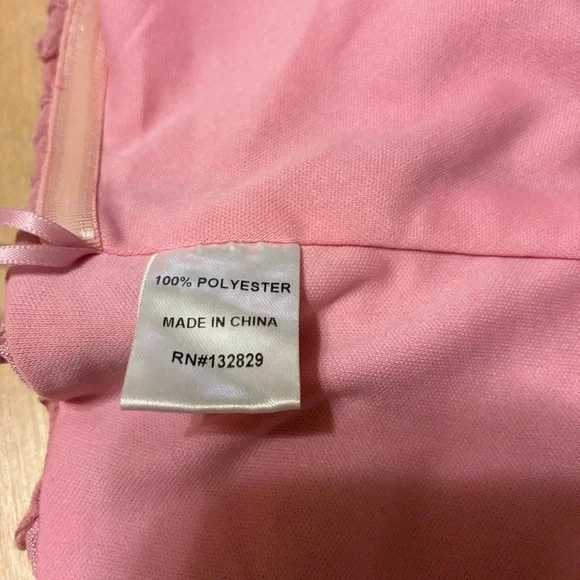 100% POLYESTER
MADE IN CHINA
RN#132829